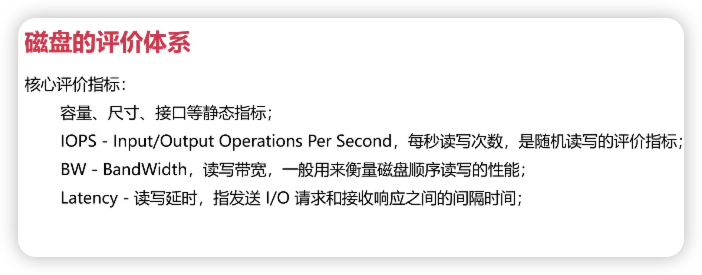 磁盘的评价体系
核心评价指标：
容量、尺寸、接口等静态指标；
IOPS - Input/Output Operations Per Second，每秒读写次数，是随机读写的评价指标；
BW - BandWidth，读写带宽，一般用来衡量磁盘顺序读写的性能；
Latency - 读写延时，指发送 I/O 请求和接收响应之间的间隔时间；